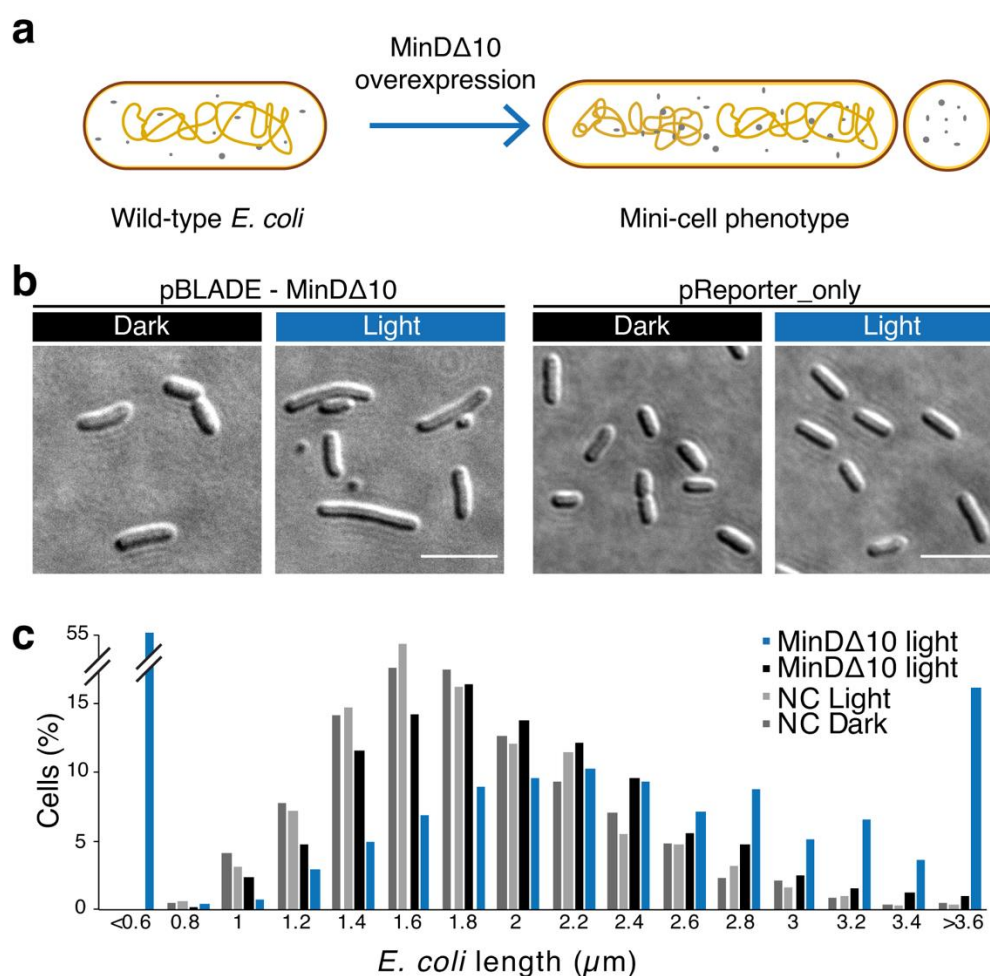 a
MinDΔ10
overexpression
Wild-type E. coli
Mini-cell phenotype
b
pBLADE - MinDΔ10
pReporter_only
Dark
Light
Dark
Light
c
55
15
10
5
0
Cells (%)
MinDΔ10 light
MinDΔ10 light
NC Light
NC Dark
<0.6 0.8 1 1.2 1.4 1.6 1.8 2 2.2 2.4 2.6 2.8 3 3.2 3.4 >3.6
E. coli length (μm)